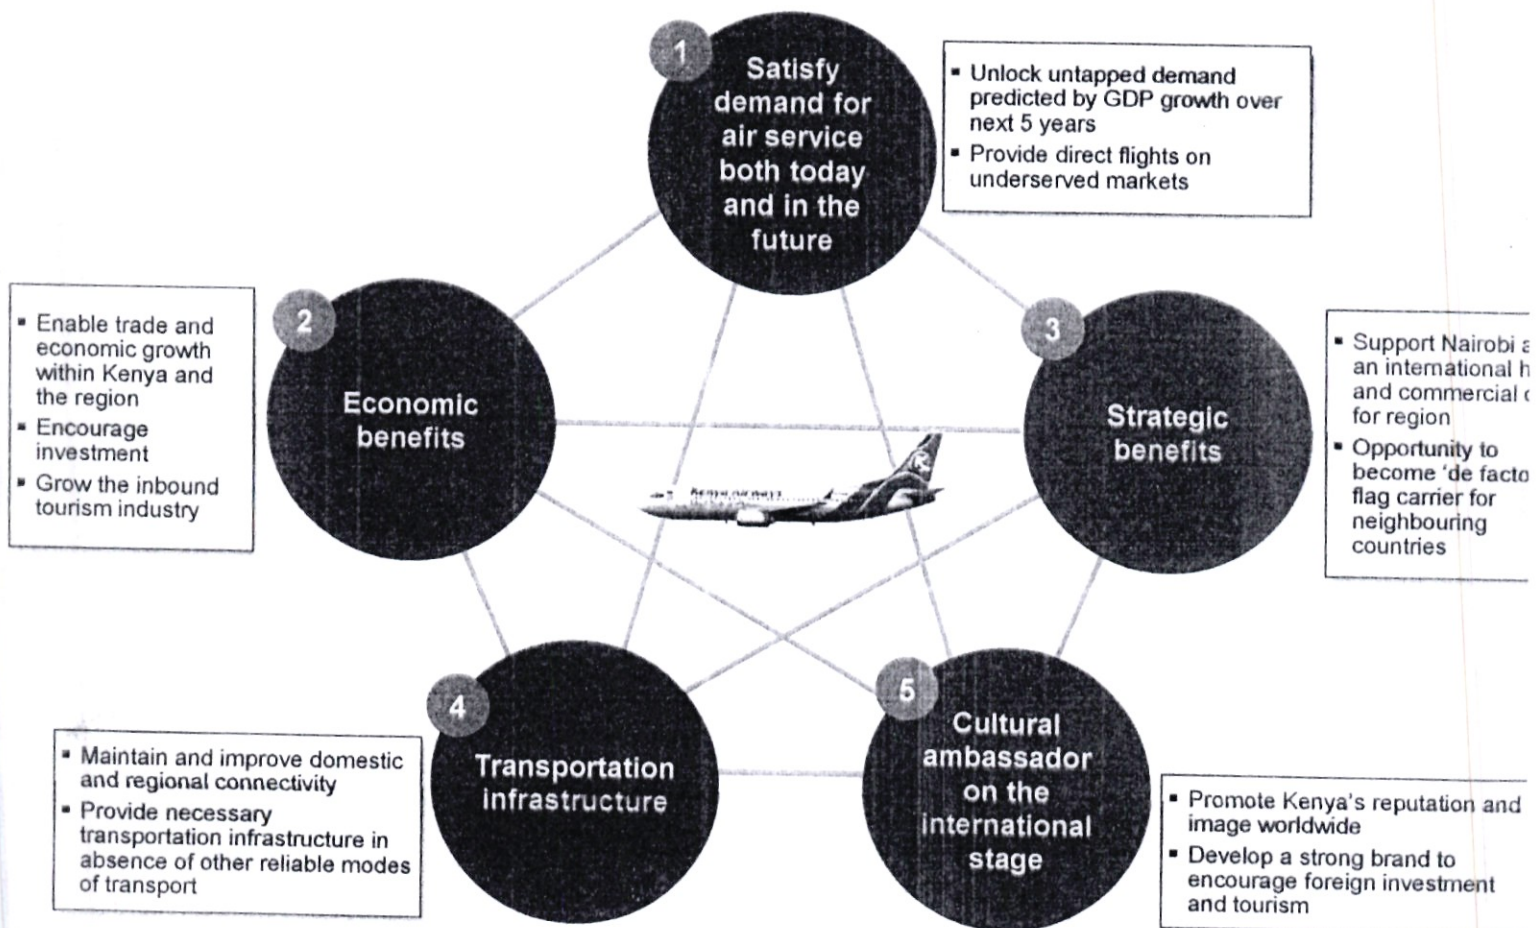 1
Satisfy
demand for
air service
both today
and in the
future
▪ Unlock untapped demand
predicted by GDP growth over
next 5 years
▪ Provide direct flights on
underserved markets
2
Economic
benefits
▪ Enable trade and
economic growth
within Kenya and
the region
▪ Encourage
investment
▪ Grow the inbound
tourism industry
3
Strategic
benefits
▪ Support Nairobi
an international
and commercial
for region
▪ Opportunity to
become 'de facto
flag carrier for
neighbouring
countries
Kenya airways
4
Transportation
infrastructure
▪ Maintain and improve domestic
and regional connectivity
▪ Provide necessary
transportation infrastructure in
absence of other reliable modes
of transport
5
Cultural
ambassador
on the
international
stage
▪ Promote Kenya's reputation and
image worldwide
▪ Develop a strong brand to
encourage foreign investment
and tourism